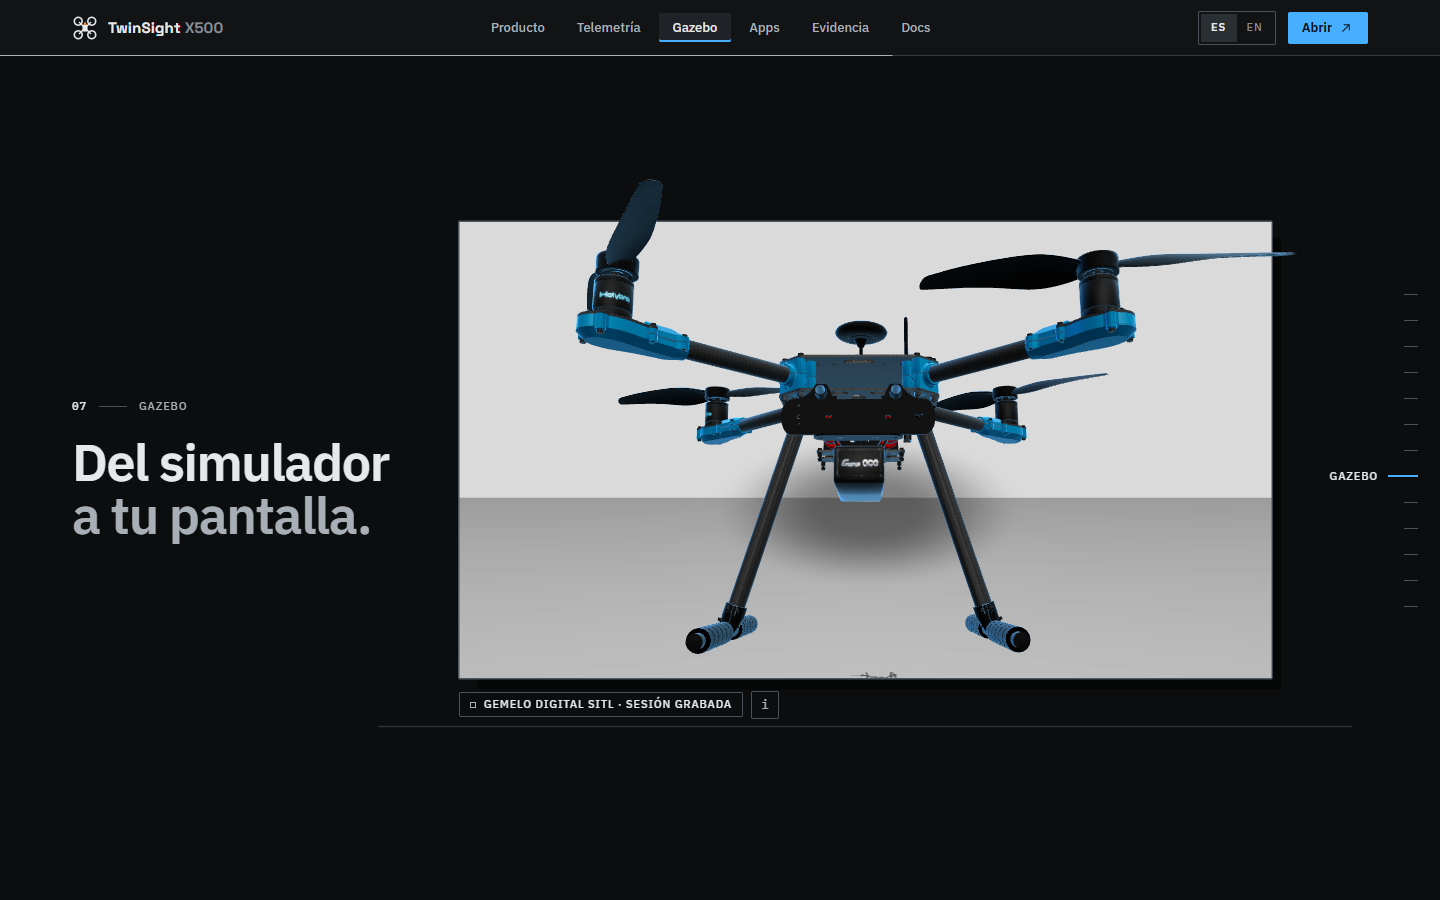 TwinSight X500
Producto
Telemetría
Gazebo
Apps
Evidencia
Docs
ES
EN
Abrir
07
GAZEBO
Del simulador
a tu pantalla.
Holybro
GAZEBO
GEMELO DIGITAL SITL · SESIÓN GRABADA
i